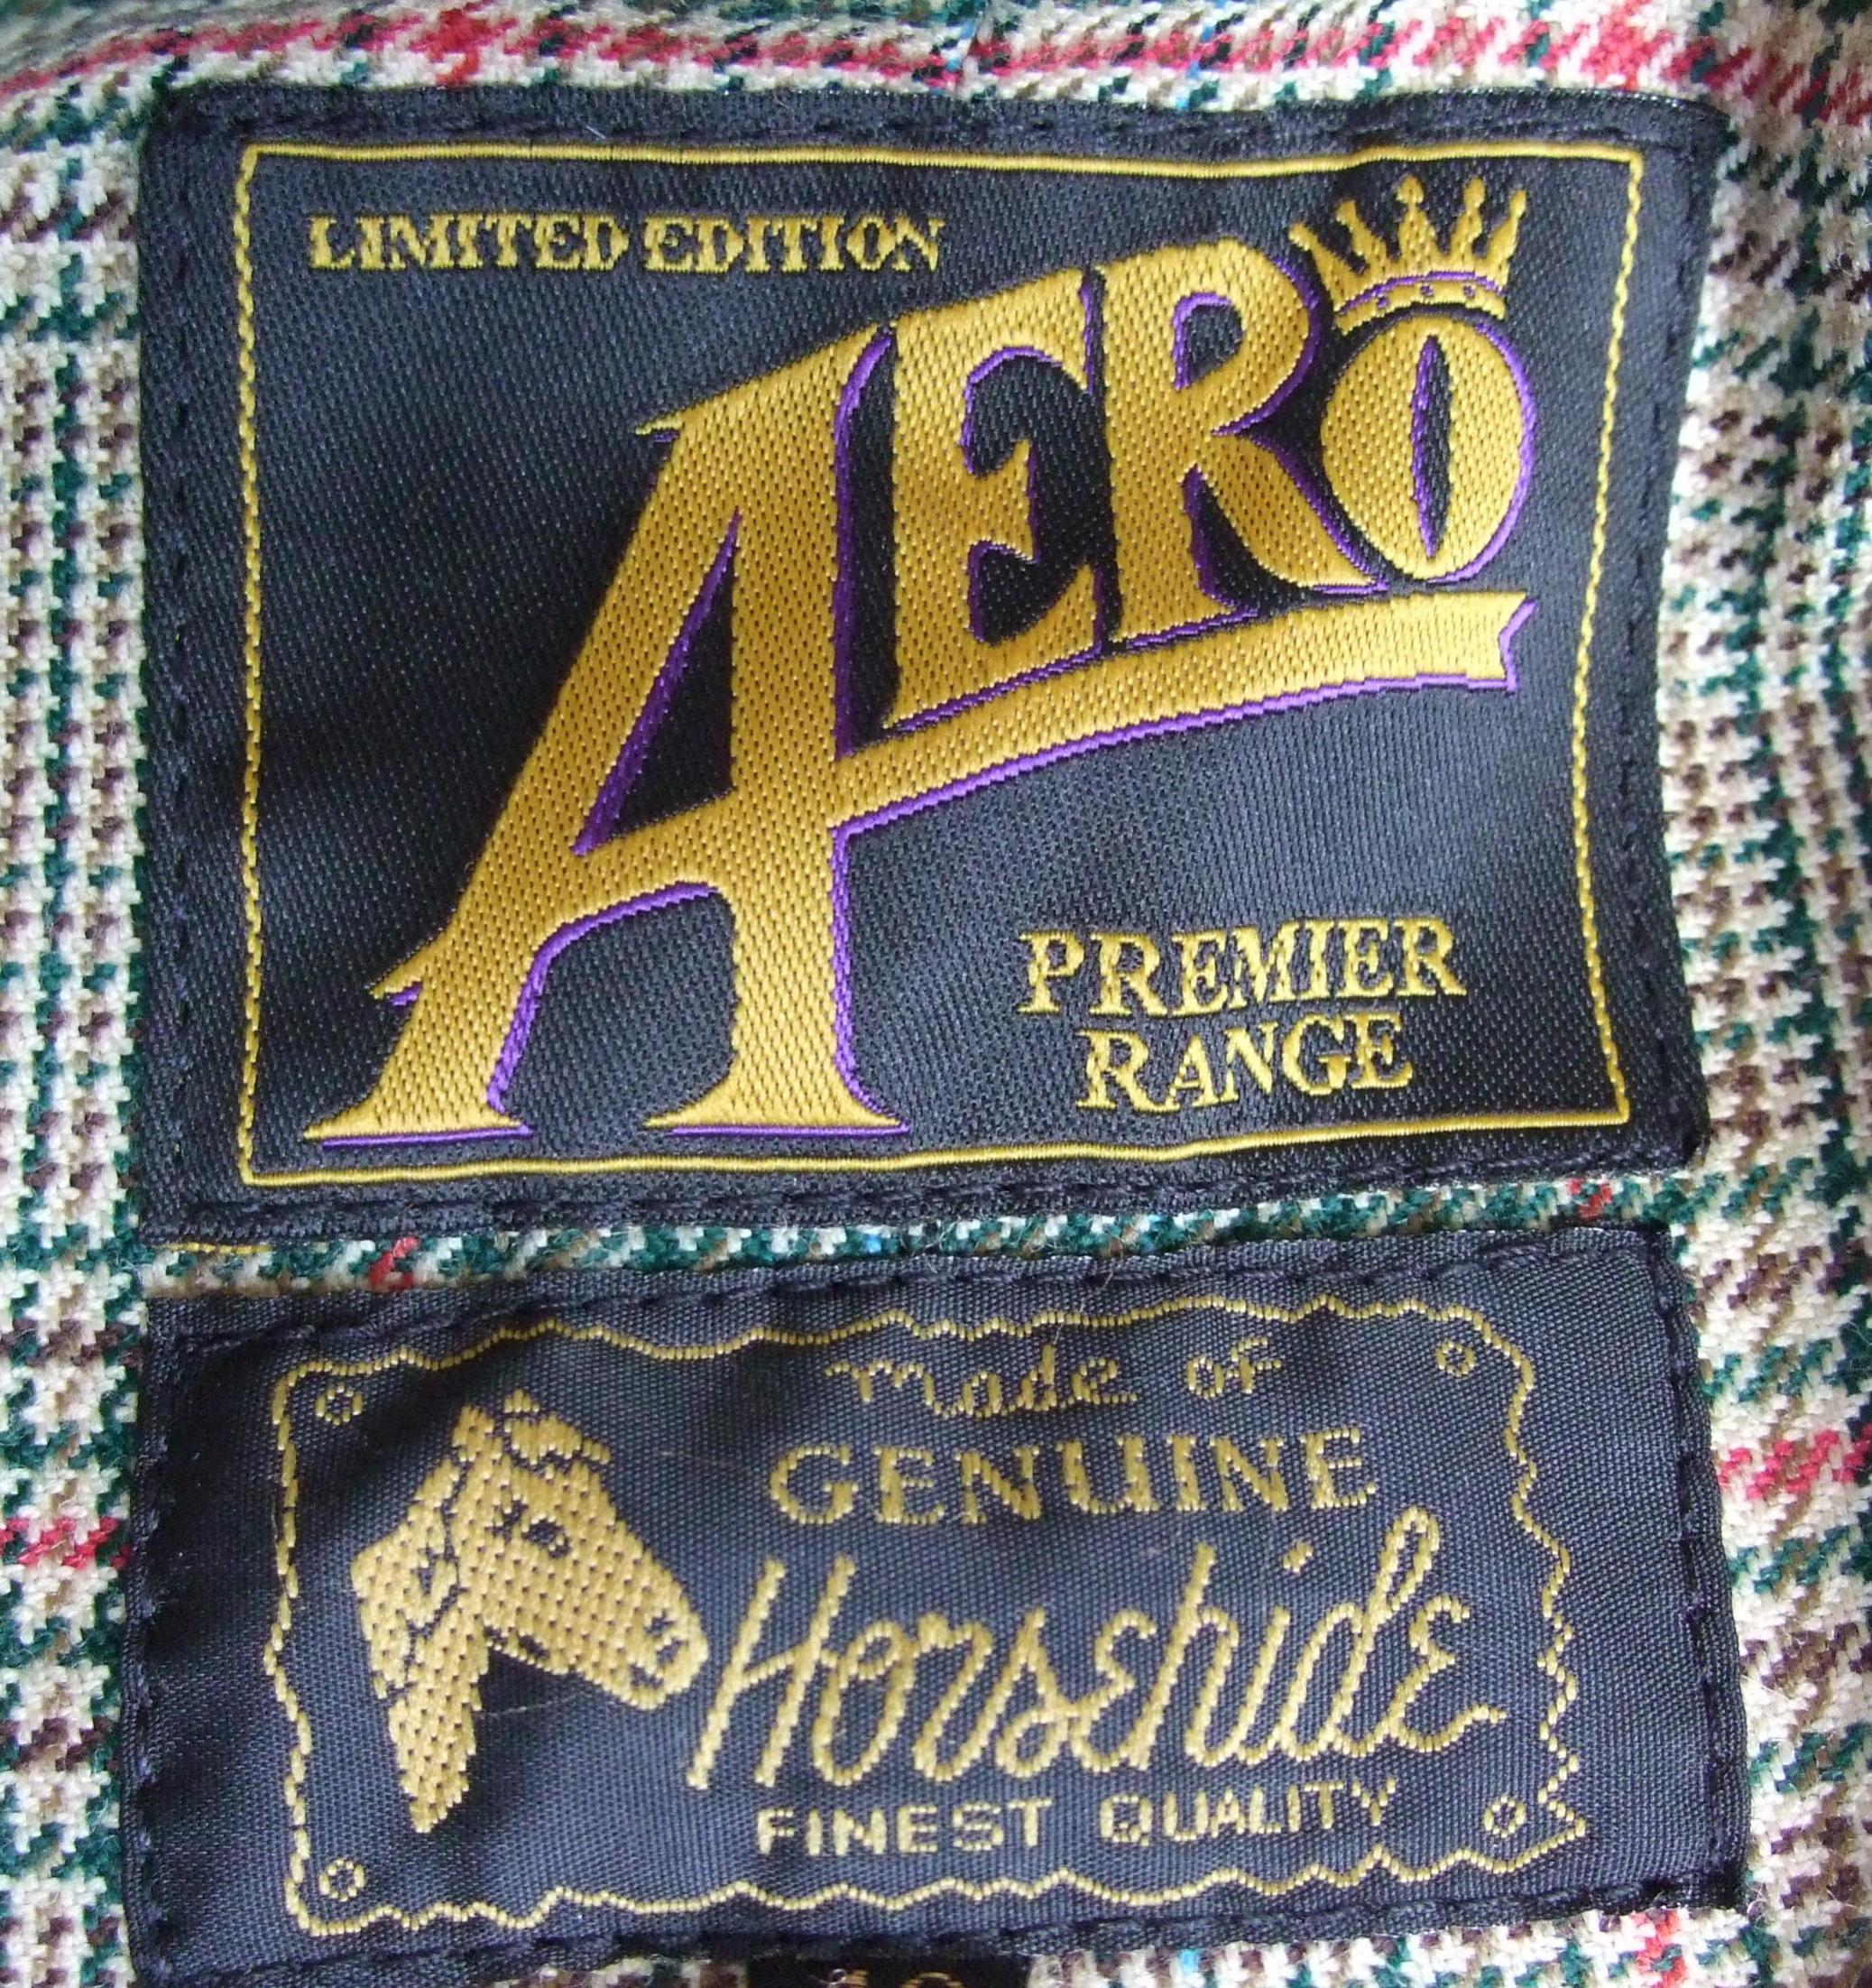 LIMITED EDITION
AERO
PREMIER
RANGE
made of
GENUINE
Horsehide
FINEST QUALITY